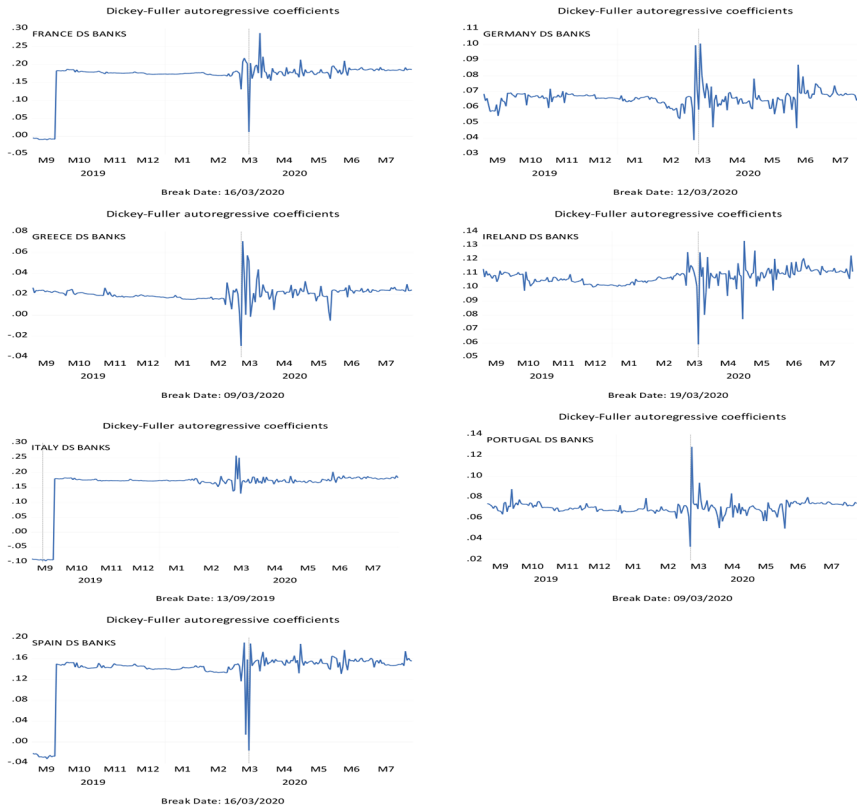 Dickey-Fuller autoregressive coefficients
FRANCE DS BANKS
.30
.25
.20
.15
.10
.05
.00
-.05
M9 M10 M11 M12 M1 M2 M3 M4 M5 M6 M7
2019 2020
Break Date: 16/03/2020
Dickey-Fuller autoregressive coefficients
GERMANY DS BANKS
.11
.10
.09
.08
.07
.06
.05
.04
.03
M9 M10 M11 M12 M1 M2 M3 M4 M5 M6 M7
2019 2020
Break Date: 12/03/2020
Dickey-Fuller autoregressive coefficients
GREECE DS BANKS
.08
.06
.04
.02
.00
-.02
-.04
M9 M10 M11 M12 M1 M2 M3 M4 M5 M6 M7
2019 2020
Break Date: 09/03/2020
Dickey-Fuller autoregressive coefficients
IRELAND DS BANKS
.14
.13
.12
.11
.10
.09
.08
.07
.06
.05
M9 M10 M11 M12 M1 M2 M3 M4 M5 M6 M7
2019 2020
Break Date: 19/03/2020
Dickey-Fuller autoregressive coefficients
ITALY DS BANKS
.30
.25
.20
.15
.10
.05
.00
-.05
-.10
M9 M10 M11 M12 M1 M2 M3 M4 M5 M6 M7
2019 2020
Break Date: 13/09/2019
Dickey-Fuller autoregressive coefficients
PORTUGAL DS BANKS
.14
.12
.10
.08
.06
.04
.02
M9 M10 M11 M12 M1 M2 M3 M4 M5 M6 M7
2019 2020
Break Date: 09/03/2020
Dickey-Fuller autoregressive coefficients
SPAIN DS BANKS
.20
.16
.12
.08
.04
.00
-.04
M9 M10 M11 M12 M1 M2 M3 M4 M5 M6 M7
2019 2020
Break Date: 16/03/2020